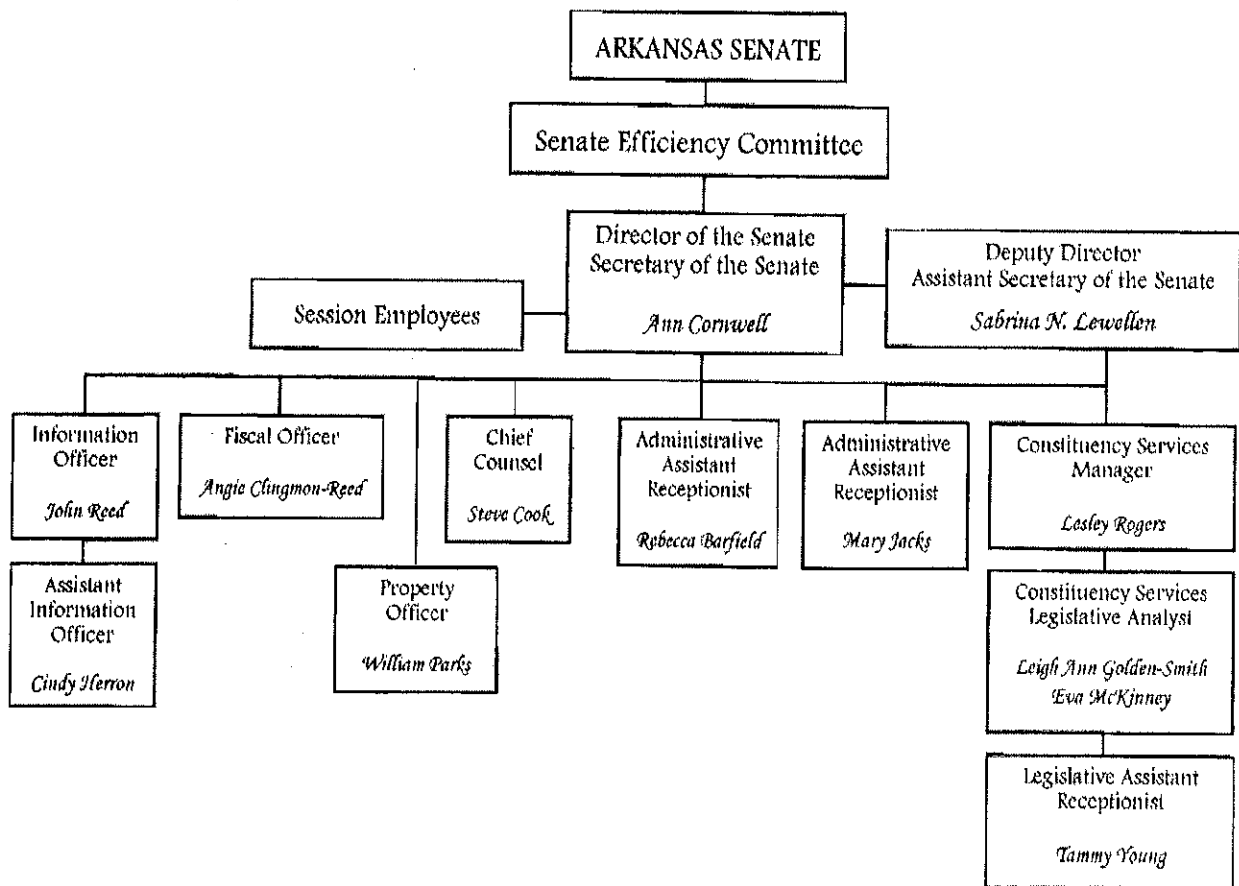 ARKANSAS SENATE
Senate Efficiency Committee
Director of the Senate
Secretary of the Senate
Ann Cornwell
Deputy Director
Assistant Secretary of the Senate
Sabrina N. Lewellen
Session Employees
Information
Officer
John Reed
Fiscal Officer
Angie Clingmon-Reed
Chief
Counsel
Steve Cook
Administrative
Assistant
Receptionist
Rebecca Barfield
Administrative
Assistant
Receptionist
Mary Jacks
Constituency Services
Manager
Lesley Rogers
Assistant
Information
Officer
Cindy Herron
Property
Officer
William Parks
Constituency Services
Legislative Analyst
Leigh Ann Golden-Smith
Eva McKinney
Legislative Assistant
Receptionist
Tammy Young